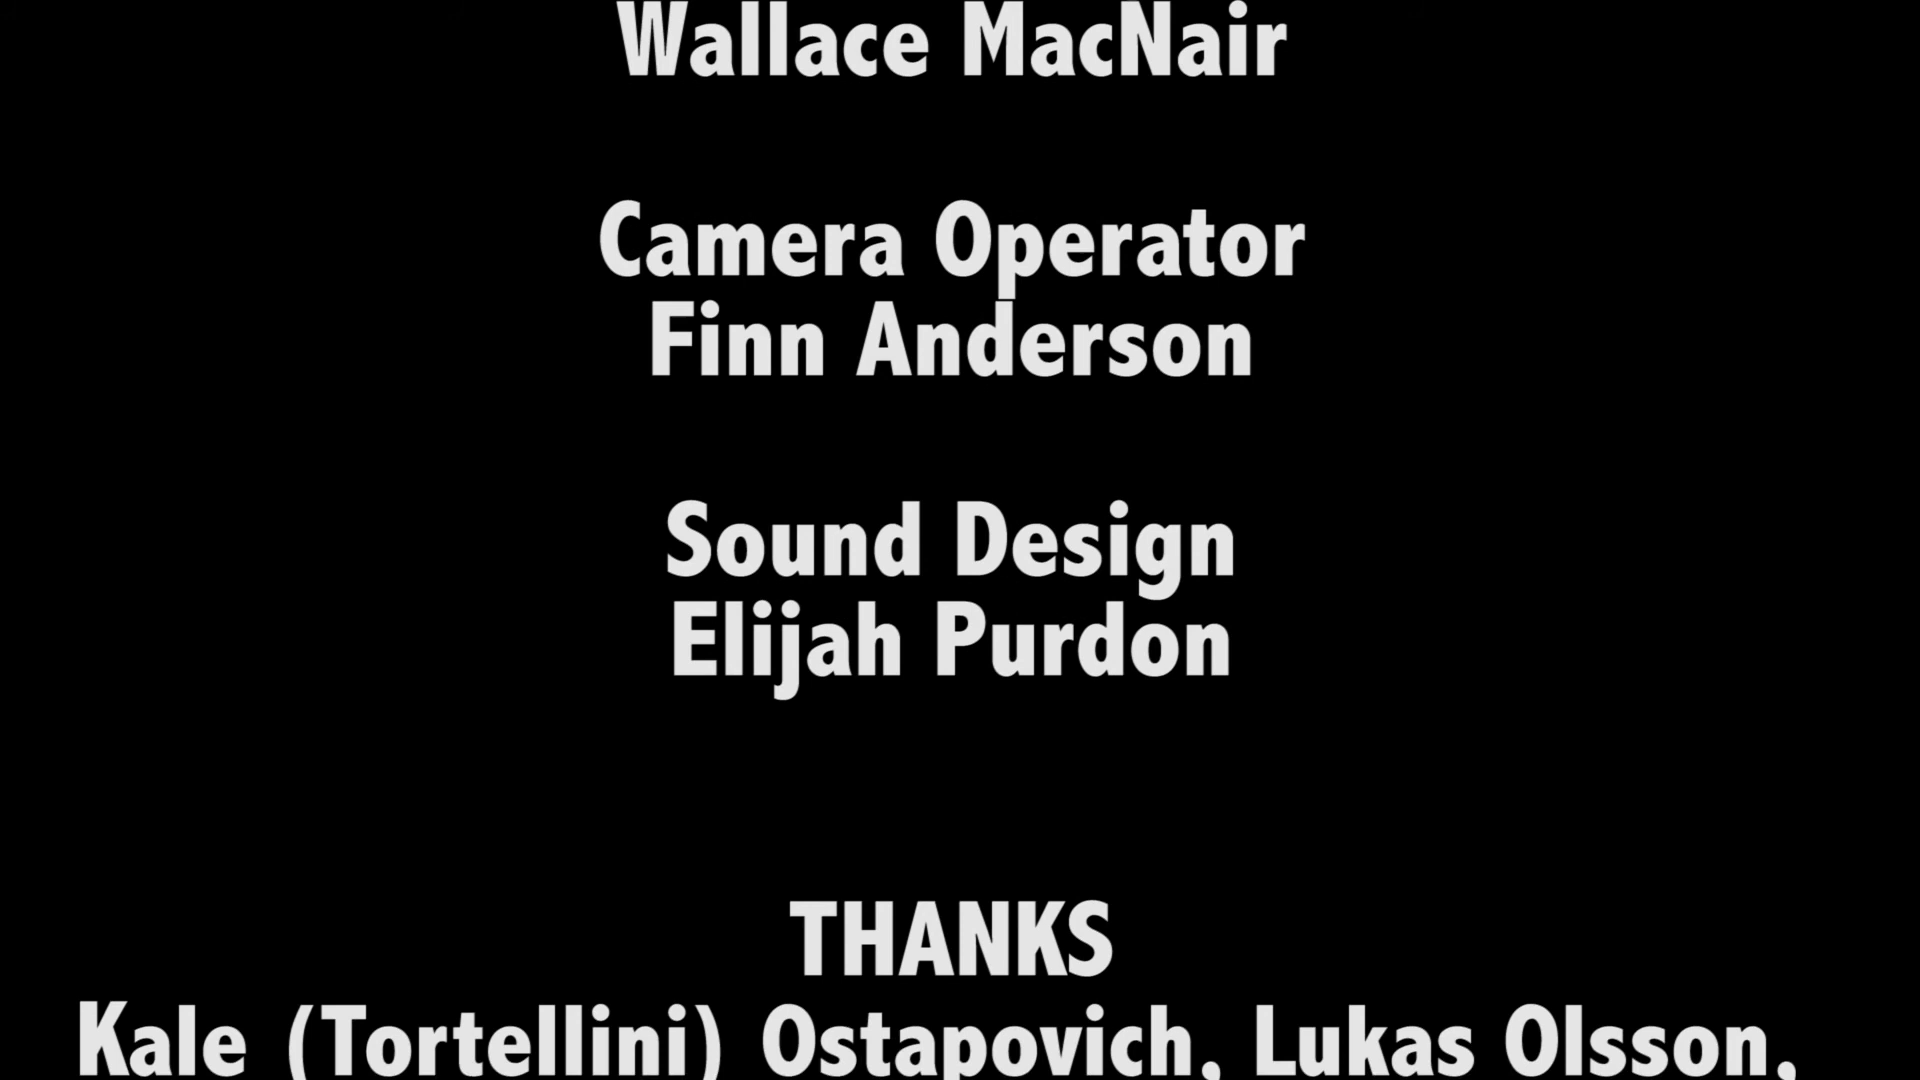 Wallace MacNair
Camera Operator
Finn Anderson
Sound Design
Elijah Purdon
THANKS
Kale (Tortellini) Ostapovich, Lukas Olsson,